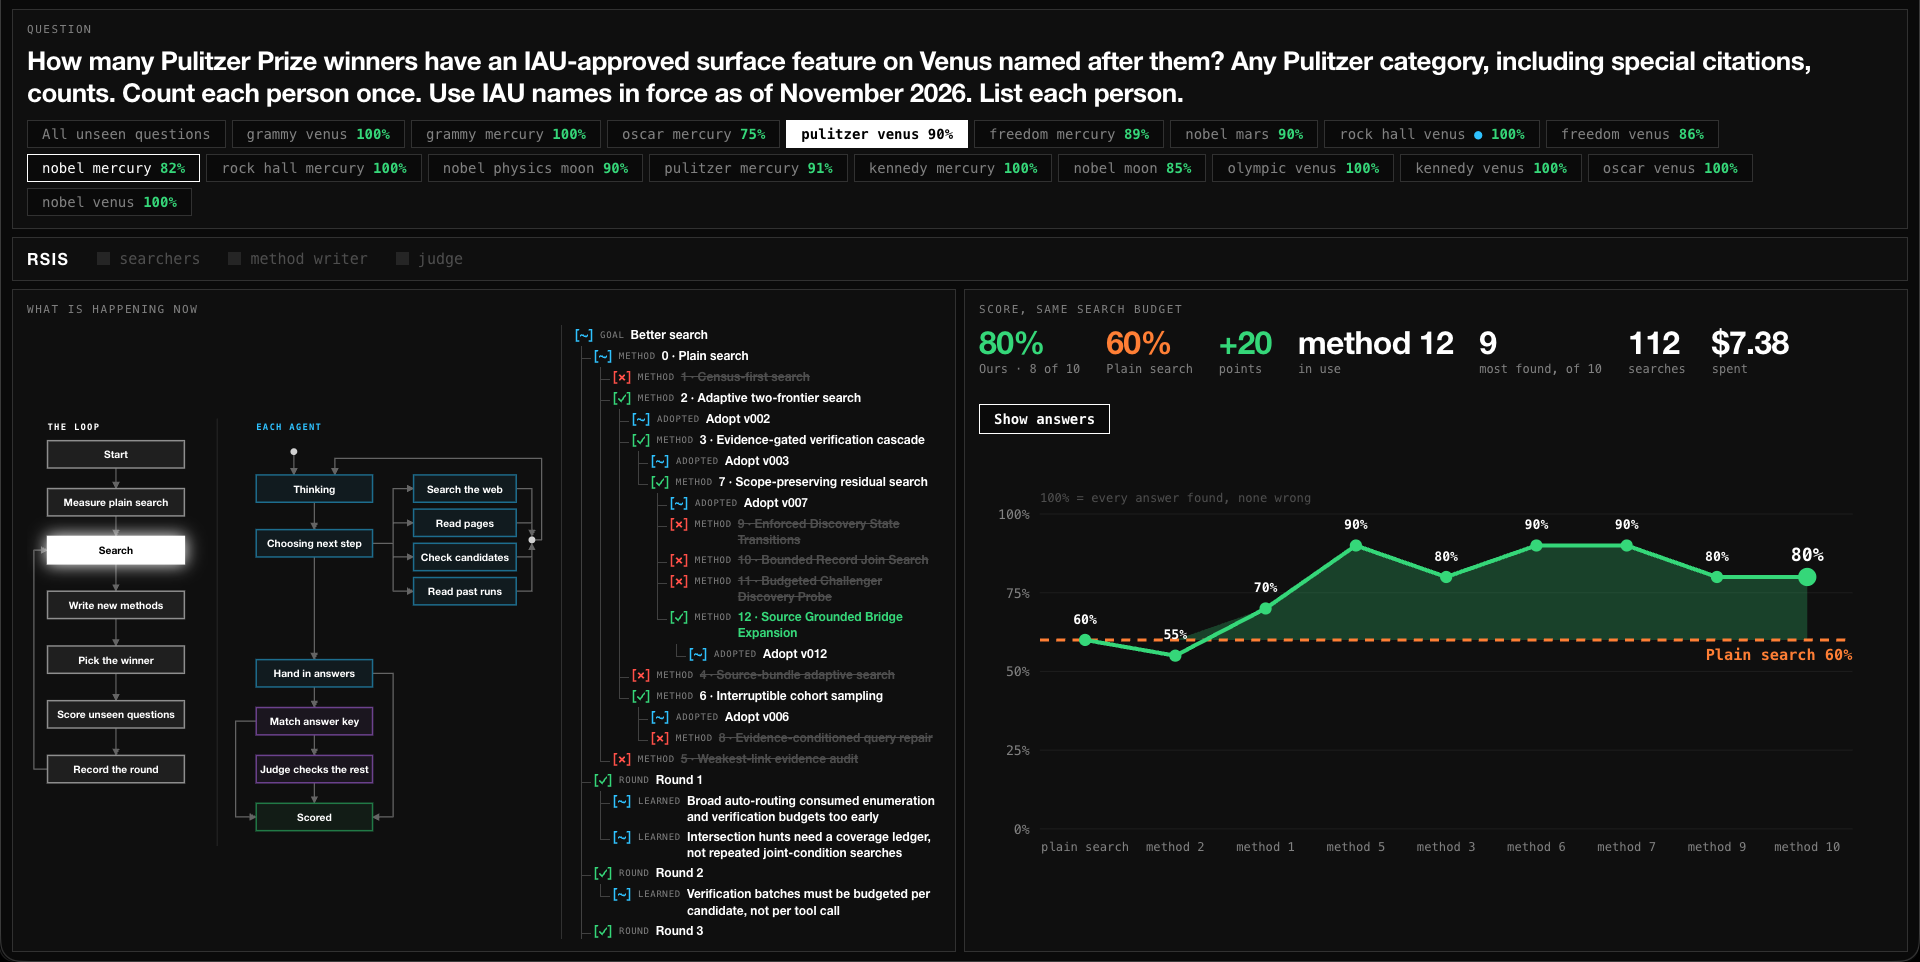 QUESTION
How many Pulitzer Prize winners have an IAU-approved surface feature on Venus named after them? Any Pulitzer category, including special citations,
counts. Count each person once. Use IAU names in force as of November 2026. List each person.
All unseen questions
grammy venus 100%
grammy mercury 100%
oscar mercury 75%
pulitzer venus 90%
freedom mercury 89%
nobel mars 90%
rock hall venus 100%
freedom venus 86%
nobel mercury 82%
rock hall mercury 100%
nobel physics moon 90%
pulitzer mercury 91%
kennedy mercury 100%
nobel moon 85%
olympic venus 100%
kennedy venus 100%
oscar venus 100%
nobel venus 100%
RSIS
searchers
method writer
judge
WHAT IS HAPPENING NOW
THE LOOP
Start
Measure plain search
Search
Write new methods
Pick the winner
Score unseen questions
Record the round
EACH AGENT
Thinking
Choosing next step
Search the web
Read pages
Check candidates
Read past runs
Hand in answers
Match answer key
Judge checks the rest
Scored
[~] GOAL Better search
[~] METHOD 0 · Plain search
[×] METHOD 1 · Census-first search
[✓] METHOD 2 · Adaptive two-frontier search
[~] ADOPTED Adopt v002
[✓] METHOD 3 · Evidence-gated verification cascade
[~] ADOPTED Adopt v003
[✓] METHOD 7 · Scope-preserving residual search
[~] ADOPTED Adopt v007
[×] METHOD 9 · Enforced Discovery State
Transitions
[×] METHOD 10 · Bounded Record Join Search
[×] METHOD 11 · Budgeted Challenger
Discovery Probe
[✓] METHOD 12 · Source Grounded Bridge
Expansion
[~] ADOPTED Adopt v012
[×] METHOD 4 · Source-bundle adaptive search
[✓] METHOD 6 · Interruptible cohort sampling
[~] ADOPTED Adopt v006
[×] METHOD 8 · Evidence-conditioned query repair
[×] METHOD 5 · Weakest-link evidence audit
[✓] ROUND Round 1
[~] LEARNED Broad auto-routing consumed enumeration
and verification budgets too early
[~] LEARNED Intersection hunts need a coverage ledger,
not repeated joint-condition searches
[✓] ROUND Round 2
[~] LEARNED Verification batches must be budgeted per
candidate, not per tool call
[✓] ROUND Round 3
SCORE, SAME SEARCH BUDGET
80%
Ours · 8 of 10
60%
Plain search
+20
points
method 12
in use
9
most found, of 10
112
searches
$7.38
spent
Show answers
100% = every answer found, none wrong
100%
75%
50%
25%
0%
60%
55%
70%
90%
80%
90%
90%
80%
80%
Plain search 60%
plain search
method 2
method 1
method 5
method 3
method 6
method 7
method 9
method 10